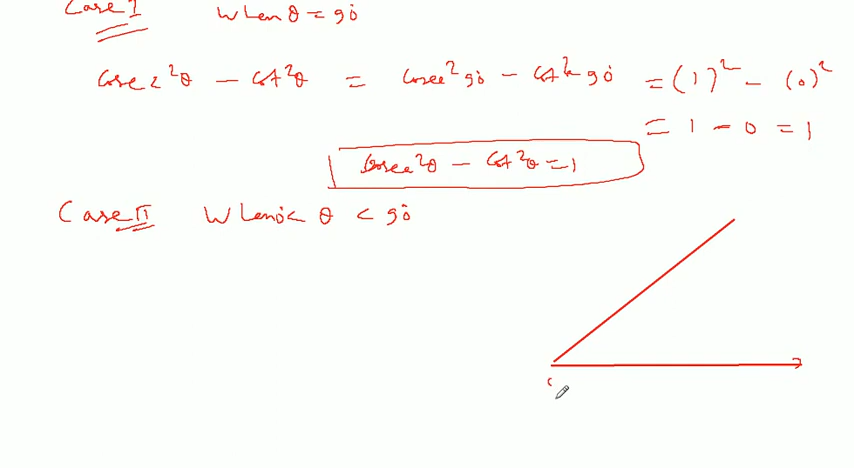 Case I When θ = 90°
Cosec²θ - Cot²θ = Cosec²90° - Cot²90° = (1)² - (0)²
= 1 - 0 = 1
Cosec²θ - Cot²θ = 1
Case II When 0° < θ < 90°